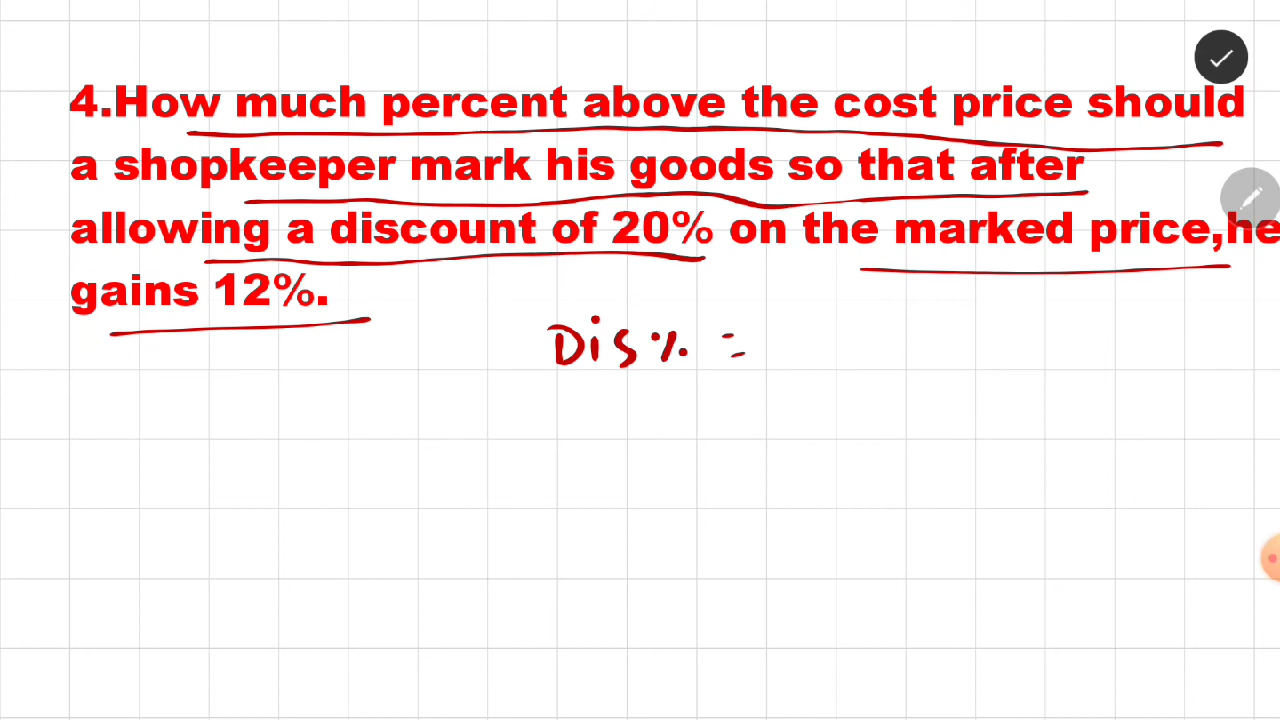 4.How much percent above the cost price should
a shopkeeper mark his goods so that after
allowing a discount of 20% on the marked price,he
gains 12%.
Dis % =